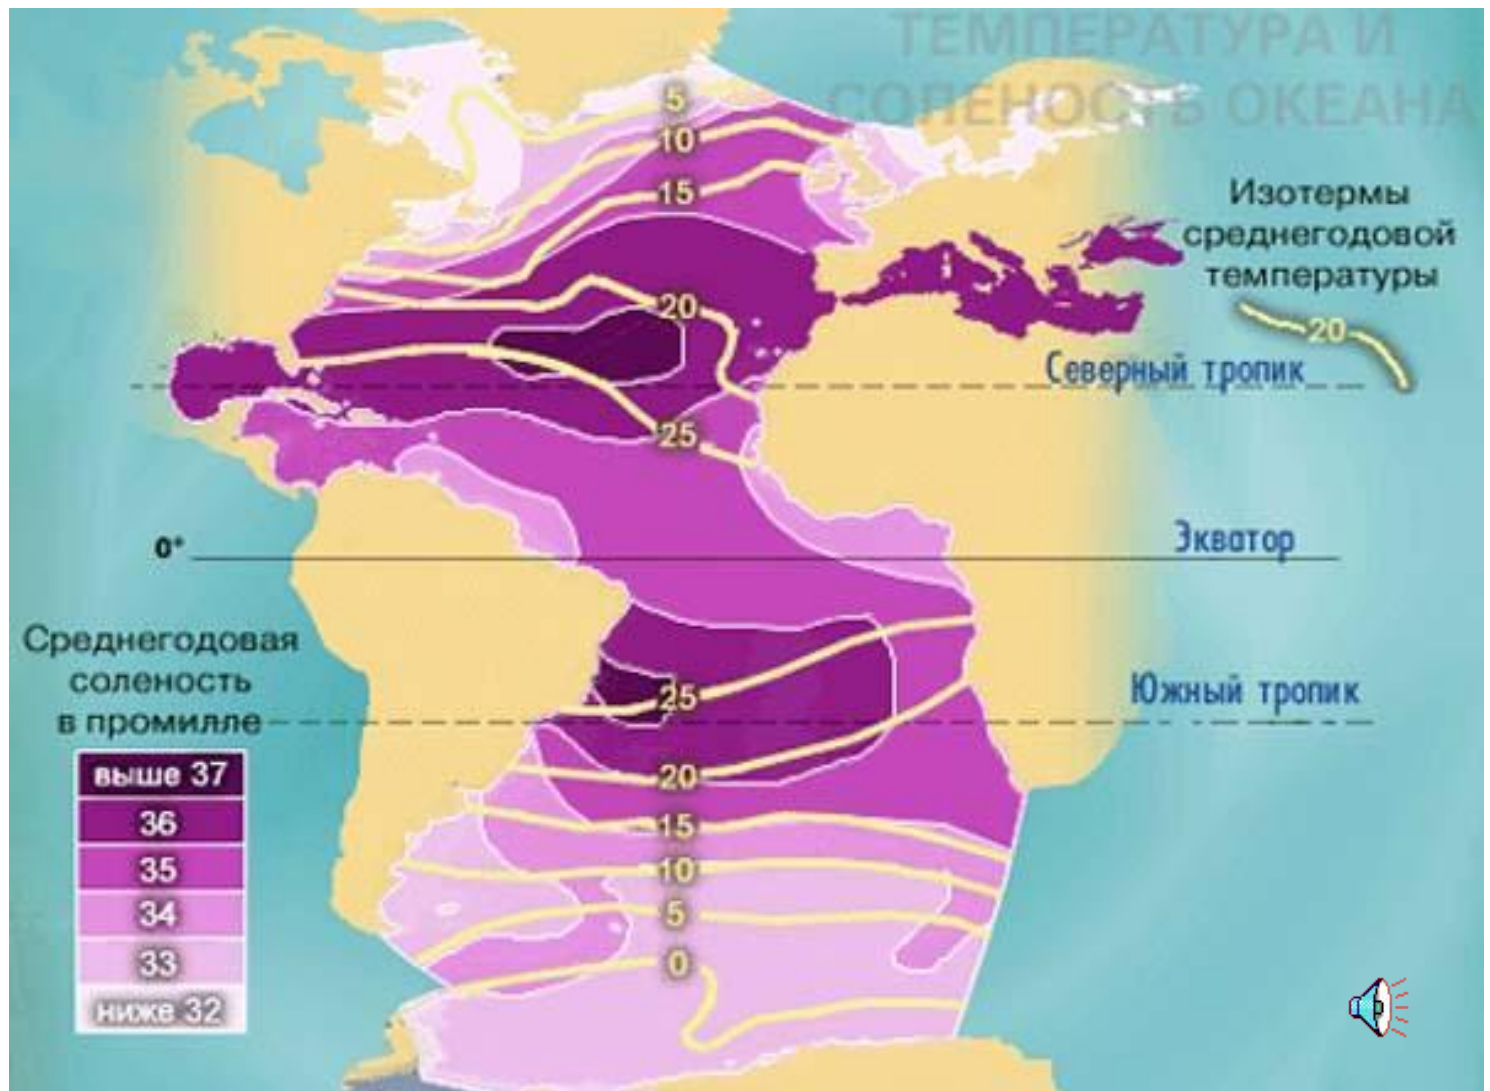 ТЕМПЕРАТУРА И
СОЛЕНОСТЬ ОКЕАНА
5
10
15
Изотермы
среднегодовой
температуры
20
20
Северный тропик
25
0°
Экватор
Среднегодовая
соленость
в промилле
25
Южный тропик
выше 37
36
35
34
33
ниже 32
20
15
10
5
0